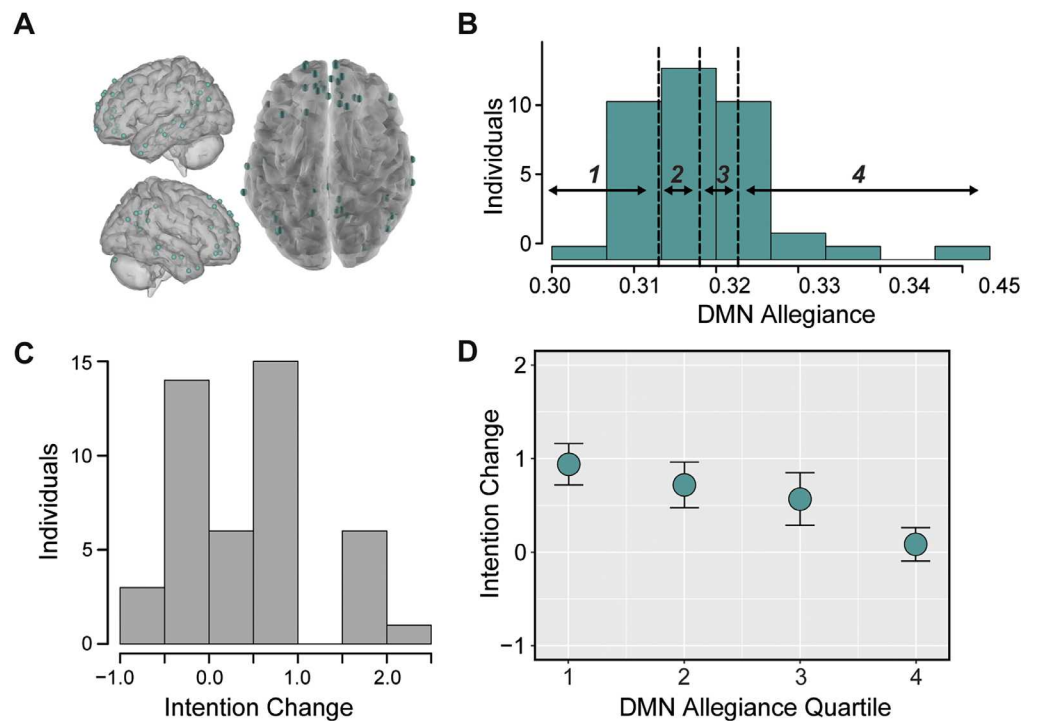 A
B
Individuals
10
5
0
1
2
3
4
0.30 0.31 0.32 0.33 0.34 0.45
DMN Allegiance
C
Individuals
15
10
5
0
−1.0 0.0 1.0 2.0
Intention Change
D
Intention Change
2
1
0
−1
1 2 3 4
DMN Allegiance Quartile